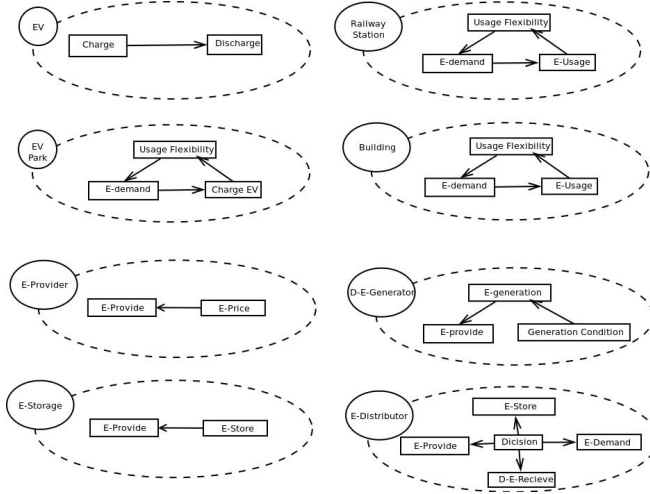 EV
Charge
Discharge
Railway
Station
Usage Flexibility
E-demand
E-Usage
EV
Park
Usage Flexibility
E-demand
Charge EV
Building
Usage Flexibility
E-demand
E-Usage
E-Provider
E-Provide
E-Price
D-E-Generator
E-generation
E-provide
Generation Condition
E-Storage
E-Provide
E-Store
E-Distributor
E-Store
E-Provide
Dicision
E-Demand
D-E-Recieve